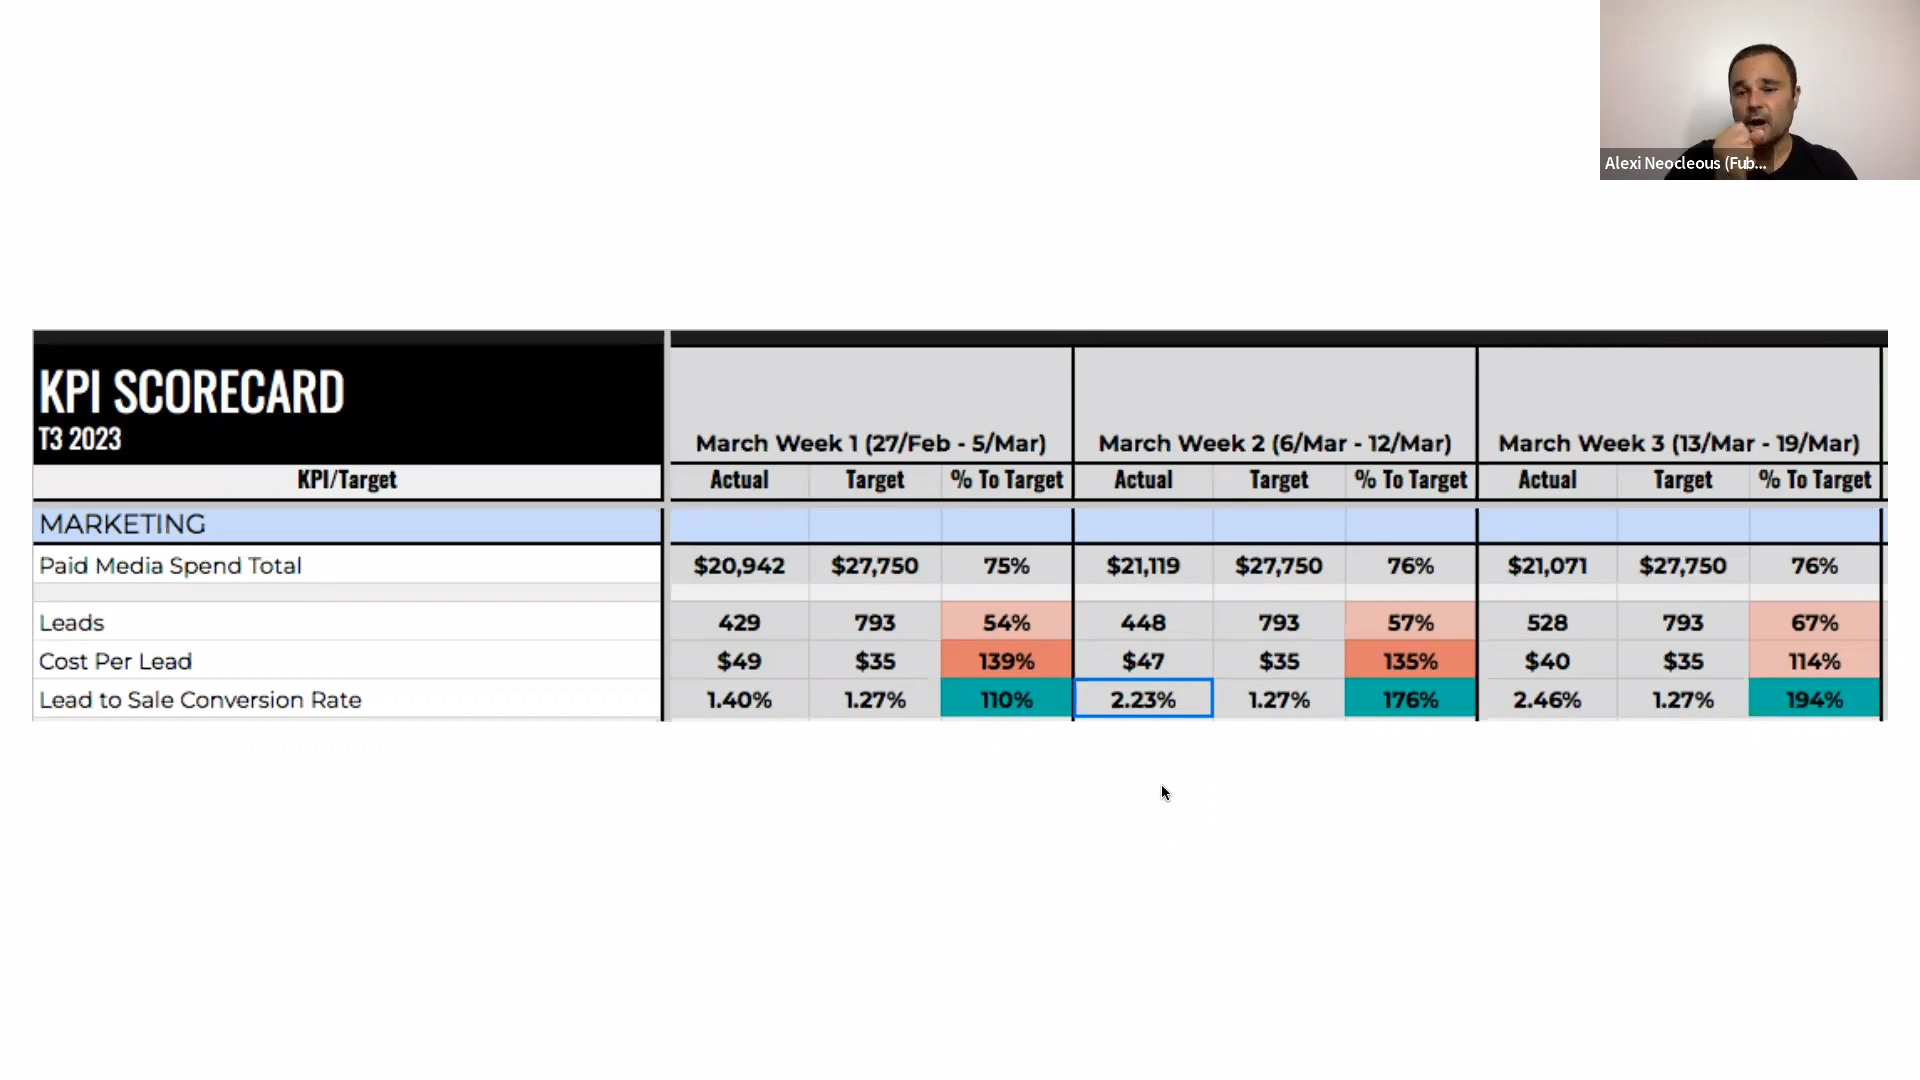 Alexi Neocleous (Fub...
KPI SCORECARD
T3 2023
March Week 1 (27/Feb - 5/Mar) March Week 2 (6/Mar - 12/Mar) March Week 3 (13/Mar - 19/Mar)
KPI/Target Actual Target % To Target Actual Target % To Target Actual Target % To Target
MARKETING
Paid Media Spend Total $20,942 $27,750 75% $21,119 $27,750 76% $21,071 $27,750 76%
Leads 429 793 54% 448 793 57% 528 793 67%
Cost Per Lead $49 $35 139% $47 $35 135% $40 $35 114%
Lead to Sale Conversion Rate 1.40% 1.27% 110% 2.23% 1.27% 176% 2.46% 1.27% 194%